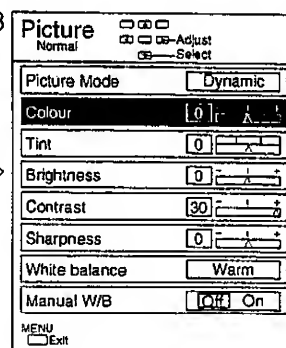 3
Picture
Normal
Adjust
Select
Picture Mode Dynamic
Colour 0 - +
Tint 0
Brightness 0 - +
Contrast 30 - +
Sharpness 0 - +
White balance Warm
Manual W/B Off On
MENU
Exit